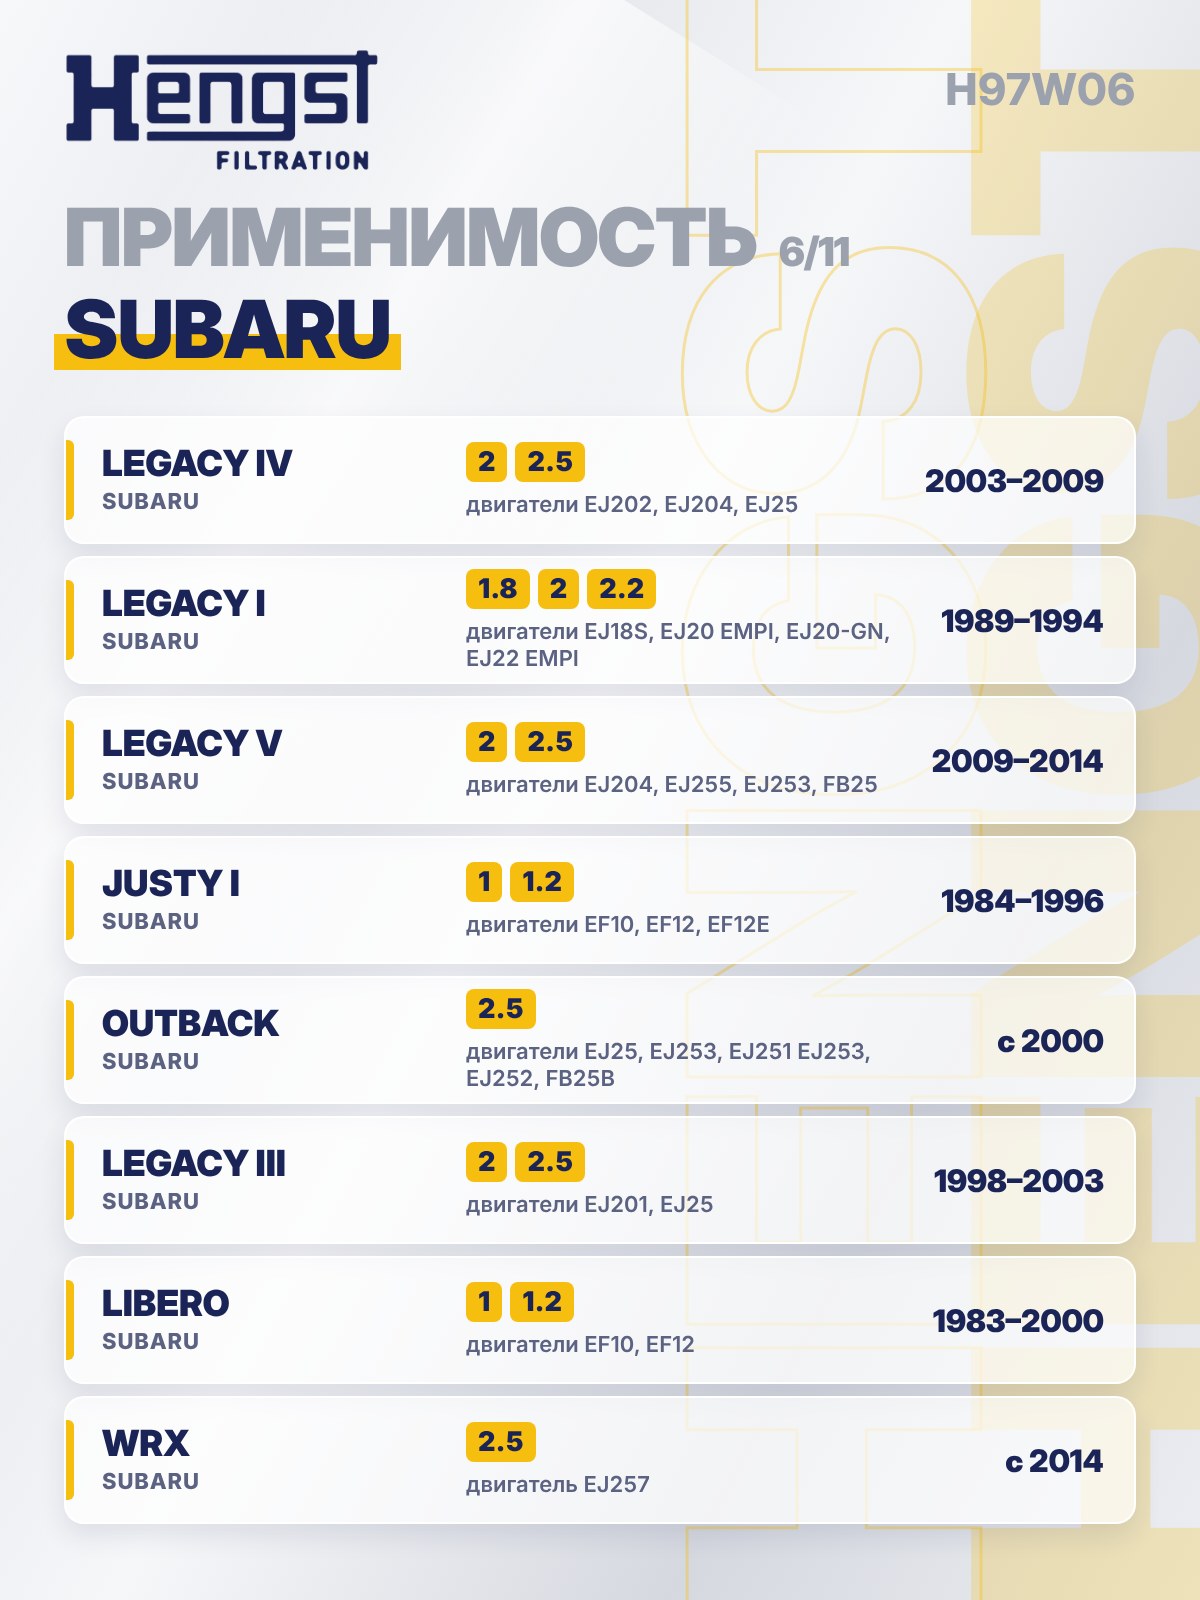 Hengst
FILTRATION
H97W06
ПРИМЕНИМОСТЬ 6/11
SUBARU
LEGACY IV
SUBARU
2 2.5
двигатели EJ202, EJ204, EJ25
2003–2009
LEGACY I
SUBARU
1.8 2 2.2
двигатели EJ18S, EJ20 EMPI, EJ20-GN,
EJ22 EMPI
1989–1994
LEGACY V
SUBARU
2 2.5
двигатели EJ204, EJ255, EJ253, FB25
2009–2014
JUSTY I
SUBARU
1 1.2
двигатели EF10, EF12, EF12E
1984–1996
OUTBACK
SUBARU
2.5
двигатели EJ25, EJ253, EJ251 EJ253,
EJ252, FB25B
с 2000
LEGACY III
SUBARU
2 2.5
двигатели EJ201, EJ25
1998–2003
LIBERO
SUBARU
1 1.2
двигатели EF10, EF12
1983–2000
WRX
SUBARU
2.5
двигатель EJ257
с 2014
HENGST
HENGST